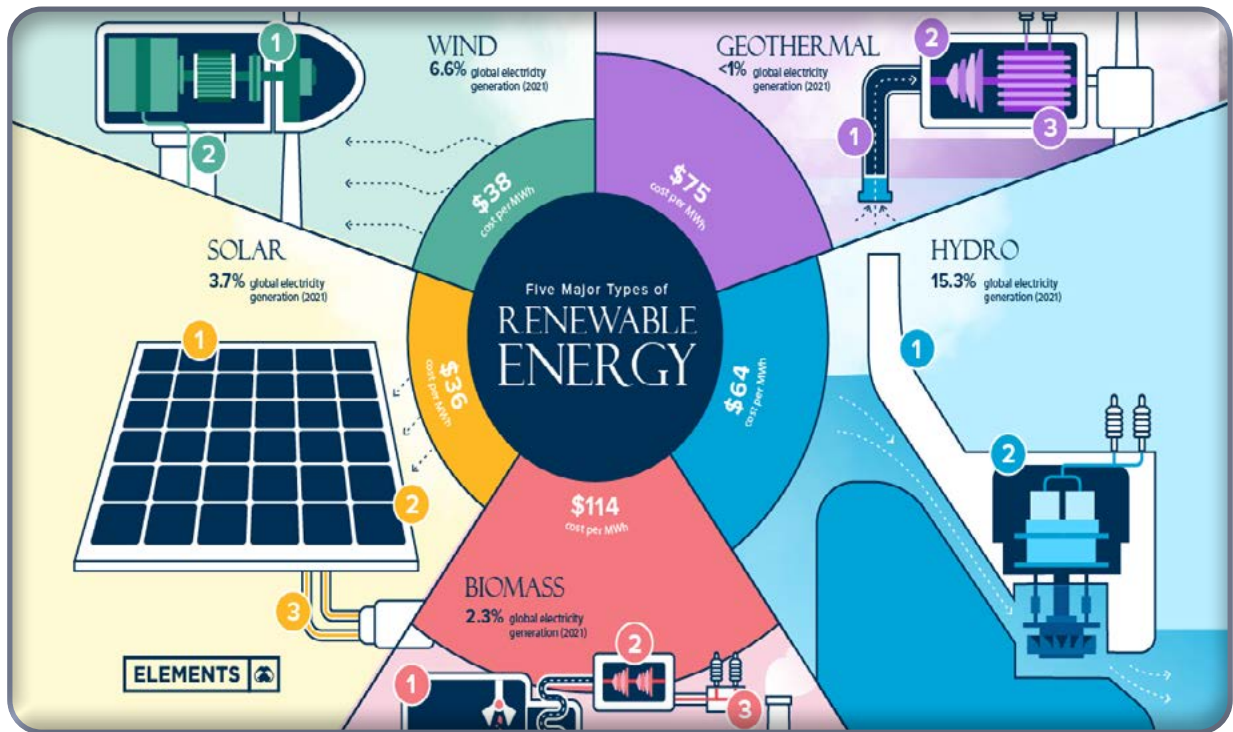 Five Major Types of
RENEWABLE
ENERGY
WIND
6.6% global electricity
generation (2021)
$38
cost per MWh
1
2
GEOTHERMAL
<1% global electricity
generation (2021)
$75
cost per MWh
1
2
3
HYDRO
15.3% global electricity
generation (2021)
$64
cost per MWh
1
2
BIOMASS
2.3% global electricity
generation (2021)
$114
cost per MWh
1
2
3
SOLAR
3.7% global electricity
generation (2021)
$36
cost per MWh
1
2
3
ELEMENTS